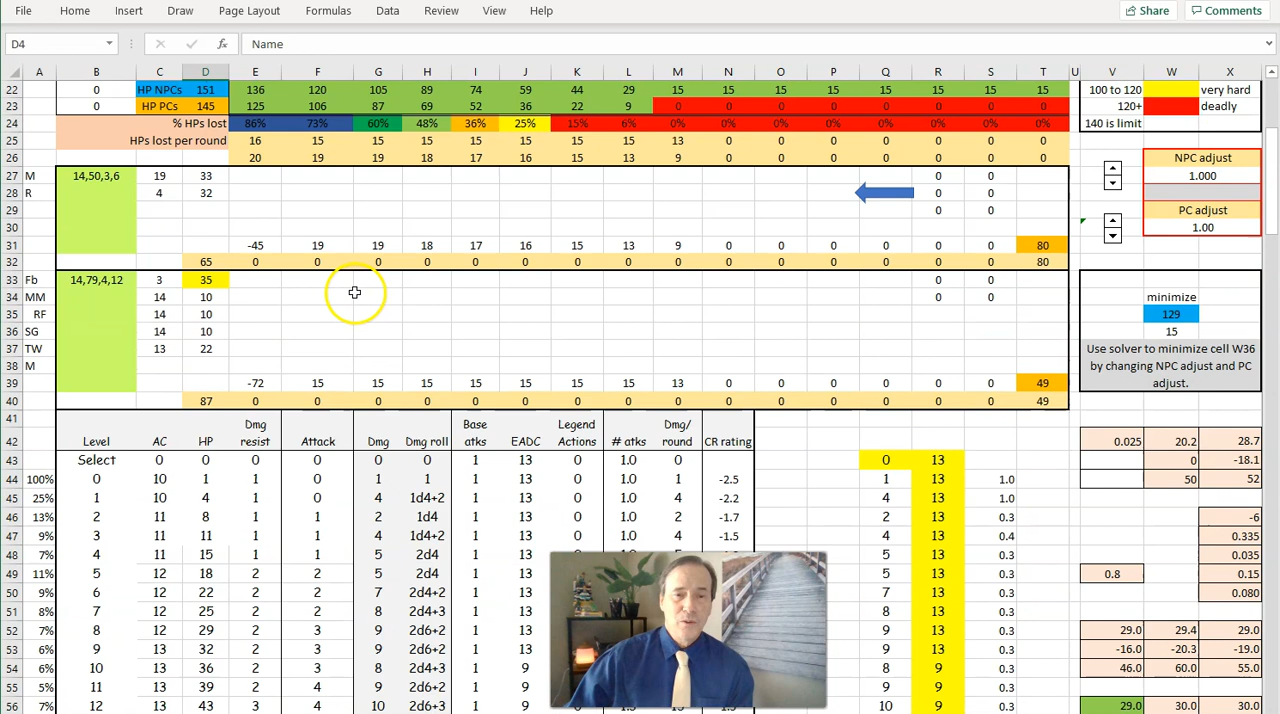 File Home Insert Draw Page Layout Formulas Data Review View Help Share Comments
D4 fx Name
A B C D E F G H I J K L M N O P Q R S T U V W X
22 0 HP NPCs 151 136 120 105 89 74 59 44 29 15 15 15 15 15 15 15 15 100 to 120 very hard
23 0 HP PCs 145 125 106 87 69 52 36 22 9 0 0 0 0 0 0 0 0 120+ deadly
24 % HPs lost 86% 73% 60% 48% 36% 25% 15% 6% 0% 0% 0% 0% 0% 0% 0% 0% 140 is limit
25 HPs lost per round 16 15 15 15 15 15 15 15 13 0 0 0 0 0 0 0
26 20 19 19 18 17 16 15 13 9 0 0 0 0 0 0 0 NPC adjust
27 M 14,50,3,6 19 33 0 0 1.000
28 R 4 32 0 0
29 0 0 PC adjust
30 1.00
31 -45 19 19 18 17 16 15 13 9 0 0 0 0 0 0 80
32 65 0 0 0 0 0 0 0 0 0 0 0 0 0 0 0 80
33 Fb 14,79,4,12 3 35 0 0
34 MM 14 10 0 0 minimize
35 RF 14 10 129
36 SG 14 10 15
37 TW 13 22 Use solver to minimize cell W36
38 M by changing NPC adjust and PC
39 -72 15 15 15 15 15 15 15 13 0 0 0 0 0 0 49 adjust.
40 87 0 0 0 0 0 0 0 0 0 0 0 0 0 0 0 49
41 Dmg Base Legend Dmg/
42 Level AC HP resist Attack Dmg Dmg roll atks EADC Actions # atks round CR rating 0.025 20.2 28.7
43 Select 0 0 0 0 0 0 1 13 0 1.0 0 0 13 0 -18.1
44 100% 0 10 1 1 0 1 1 1 13 0 1.0 1 -2.5 1 13 1.0 50 52
45 25% 1 10 4 1 0 4 1d4+2 1 13 0 1.0 4 -2.2 4 13 1.0
46 13% 2 11 8 1 1 2 1d4 1 13 0 1.0 2 -1.7 2 13 0.3 -6
47 9% 3 11 11 1 1 4 1d4+2 1 13 0 1.0 4 -1.5 4 13 0.4 0.335
48 7% 4 11 15 1 1 5 2d4 1 13 0 1.0 5 13 0.3 0.035
49 11% 5 12 18 2 2 5 2d4 5 13 0.3 0.8 0.15
50 9% 6 12 22 2 2 7 2d4+2 7 13 0.3 0.080
51 8% 7 12 25 2 2 8 2d4+3 8 13 0.3
52 7% 8 12 29 2 3 9 2d6+2 9 13 0.3 29.0 29.4 29.0
53 6% 9 13 32 2 3 9 2d6+2 9 13 0.3 -16.0 -20.3 -19.0
54 6% 10 13 36 2 3 8 2d4+3 8 9 0.3 46.0 60.0 55.0
55 5% 11 13 39 2 4 9 2d6+2 9 9 0.3
56 7% 12 13 43 3 4 10 2d6+3 10 9 0.3 29.0 30.0 30.0